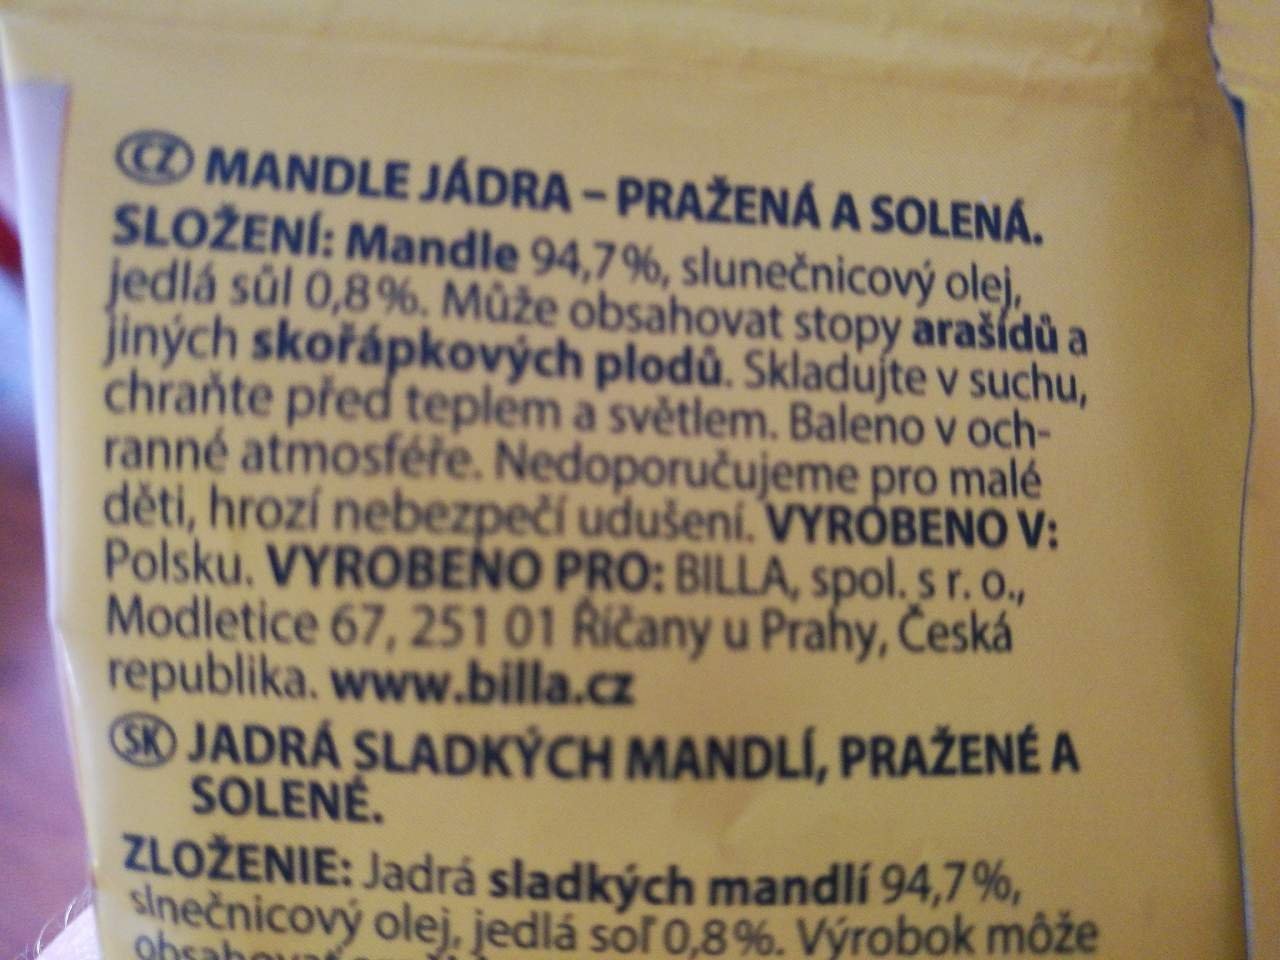 CZ MANDLE JÁDRA – PRAŽENÁ A SOLENÁ.
SLOŽENÍ: Mandle 94,7%, slunečnicový olej,
jedlá sůl 0,8%. Může obsahovat stopy arašídů a
jiných skořápkových plodů. Skladujte v suchu,
chraňte před teplem a světlem. Baleno v och-
ranné atmosféře. Nedoporučujeme pro malé
děti, hrozí nebezpečí udušení. VYROBENO V:
Polsku. VYROBENO PRO: BILLA, spol. s r. o.,
Modletice 67, 251 01 Říčany u Prahy, Česká
republika. www.billa.cz
SK JADRÁ SLADKÝCH MANDLÍ, PRAŽENÉ A
SOLENÉ.
ZLOŽENIE: Jadrá sladkých mandlí 94,7%,
slnečnicový olej, jedlá soľ 0,8%. Výrobok môže